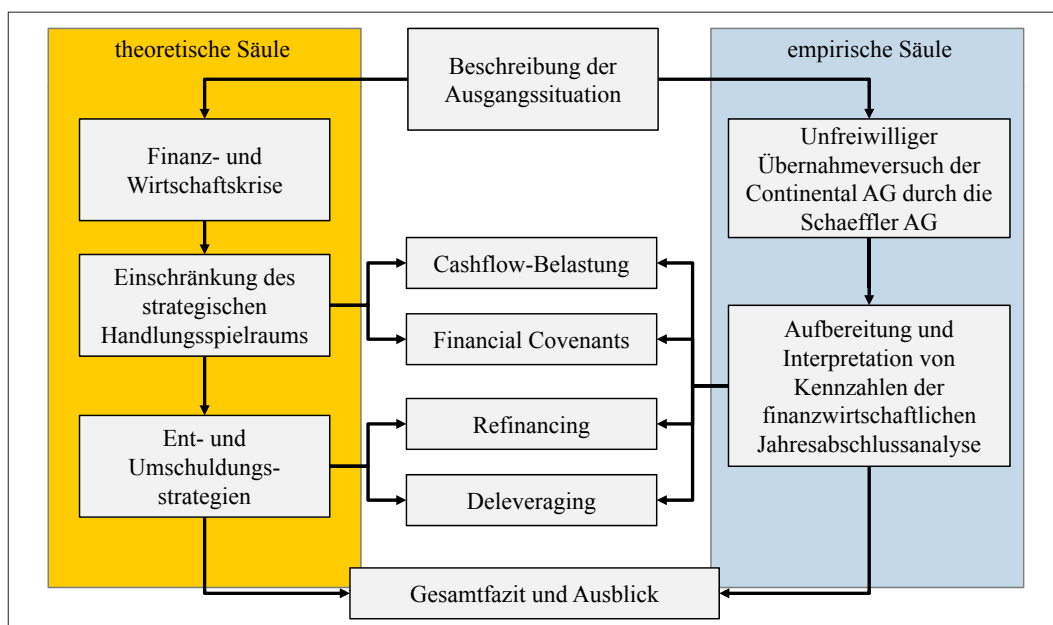 theoretische Säule
Beschreibung der
Ausgangssituation
empirische Säule
Finanz- und
Wirtschaftskrise
Unfreiwilliger
Übernahmeversuch der
Continental AG durch die
Schaeffler AG
Einschränkung des
strategischen
Handlungsspielraums
Cashflow-Belastung
Financial Covenants
Aufbereitung und
Interpretation von
Kennzahlen der
finanzwirtschaftlichen
Jahresabschlussanalyse
Ent- und
Umschuldungs-
strategien
Refinancing
Deleveraging
Gesamtfazit und Ausblick